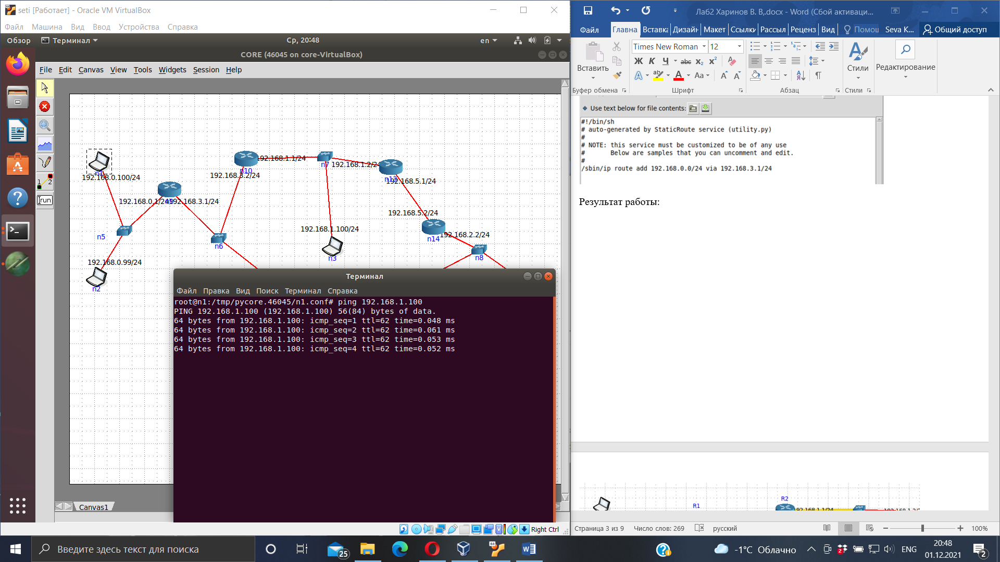 seti [Работает] - Oracle VM VirtualBox
Файл Машина Вид Ввод Устройства Справка
Обзор Терминал Ср, 20:48 en
CORE (46045 on core-VirtualBox)
File Edit Canvas View Tools Widgets Session Help
run
n1
192.168.0.100/24
192.168.0.1/24
n9
192.168.3.1/24
n5
192.168.0.99/24
n2
n10
192.168.3.2/24
192.168.1.1/24
n6
n7
192.168.1.2/24
n13
192.168.5.1/24
192.168.5.2/24
n14
192.168.2.2/24
n8
192.168.1.100/24
n3
Canvas1
Терминал
Файл Правка Вид Поиск Терминал Справка
root@n1:/tmp/pycore.46045/n1.conf# ping 192.168.1.100
PING 192.168.1.100 (192.168.1.100) 56(84) bytes of data.
64 bytes from 192.168.1.100: icmp_seq=1 ttl=62 time=0.048 ms
64 bytes from 192.168.1.100: icmp_seq=2 ttl=62 time=0.061 ms
64 bytes from 192.168.1.100: icmp_seq=3 ttl=62 time=0.053 ms
64 bytes from 192.168.1.100: icmp_seq=4 ttl=62 time=0.052 ms
Right Ctrl
Лаб2 Харинов В. В,.docx - Word (Сбой активаци...
Файл Главна Вставка Дизайн Макет Ссылки Рассыл Реценз Вид Помощ Seva K... Общий доступ
Times New Roman 12
Вставить
Ж К Ч abc x₂ x²
Aa
Стили
Редактирование
Буфер обмена Шрифт Абзац Стили
Use text below for file contents:
#!/bin/sh
# auto-generated by StaticRoute service (utility.py)
#
# NOTE: this service must be customized to be of any use
# Below are samples that you can uncomment and edit.
#
/sbin/ip route add 192.168.0.0/24 via 192.168.3.1/24
Результат работы:
R1
R2
192.168.1.1/24
Страница 3 из 9 Число слов: 269 русский 100%
Введите здесь текст для поиска
25
64
-1°C Облачно
2
ENG
20:48
01.12.2021
2